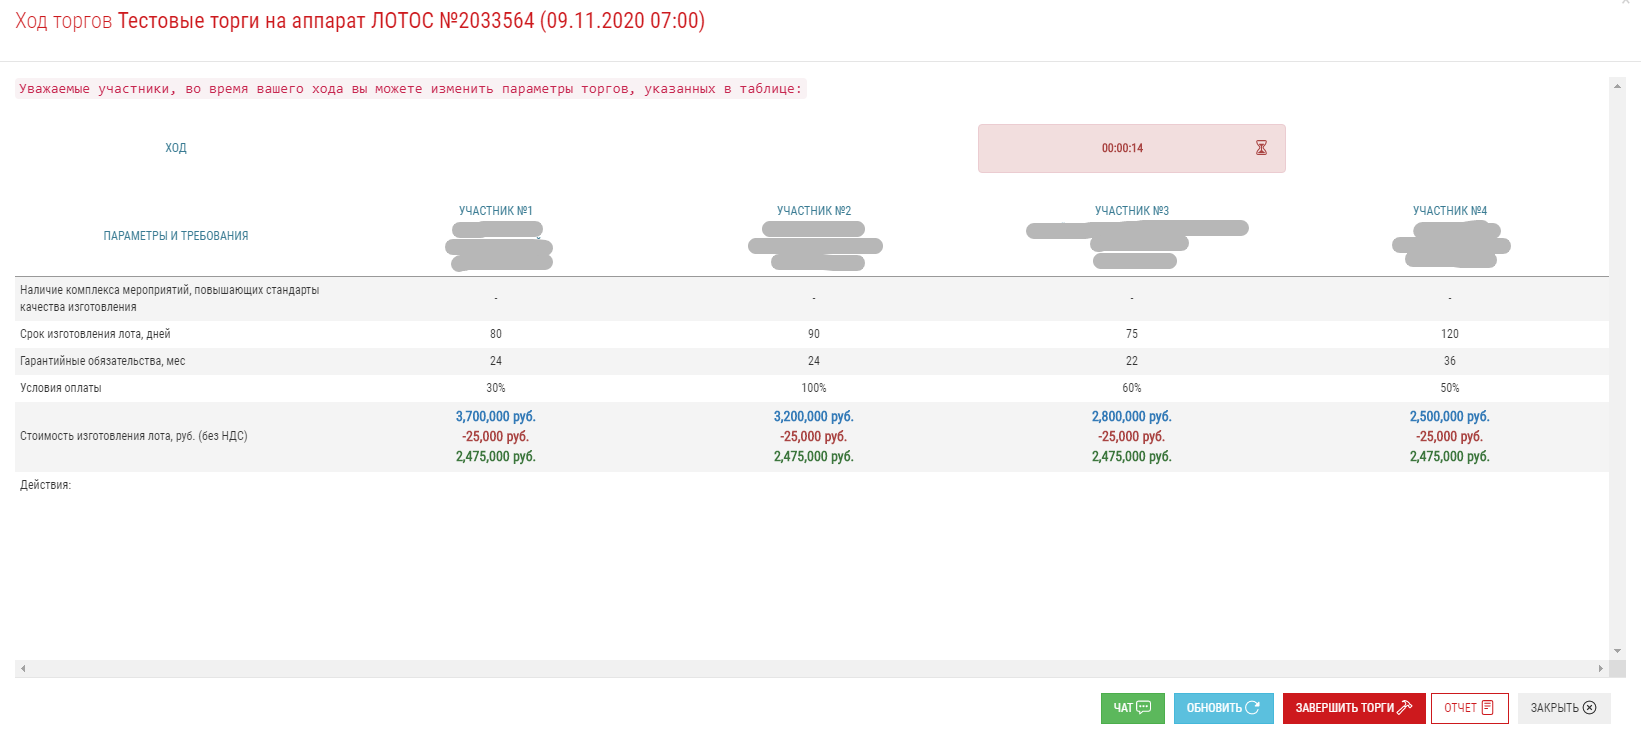 Ход торгов Тестовые торги на аппарат ЛОТОС №2033564 (09.11.2020 07:00)
Уважаемые участники, во время вашего хода вы можете изменить параметры торгов, указанных в таблице:
ХОД 00:00:14
ПАРАМЕТРЫ И ТРЕБОВАНИЯ УЧАСТНИК №1 УЧАСТНИК №2 УЧАСТНИК №3 УЧАСТНИК №4
Наличие комплекса мероприятий, повышающих стандарты
качества изготовления - - - -
Срок изготовления лота, дней 80 90 75 120
Гарантийные обязательства, мес 24 24 22 36
Условия оплаты 30% 100% 60% 50%
Стоимость изготовления лота, руб. (без НДС)
3,700,000 руб. 3,200,000 руб. 2,800,000 руб. 2,500,000 руб.
-25,000 руб. -25,000 руб. -25,000 руб. -25,000 руб.
2,475,000 руб. 2,475,000 руб. 2,475,000 руб. 2,475,000 руб.
Действия:
ЧАТ ОБНОВИТЬ ЗАВЕРШИТЬ ТОРГИ ОТЧЕТ ЗАКРЫТЬ